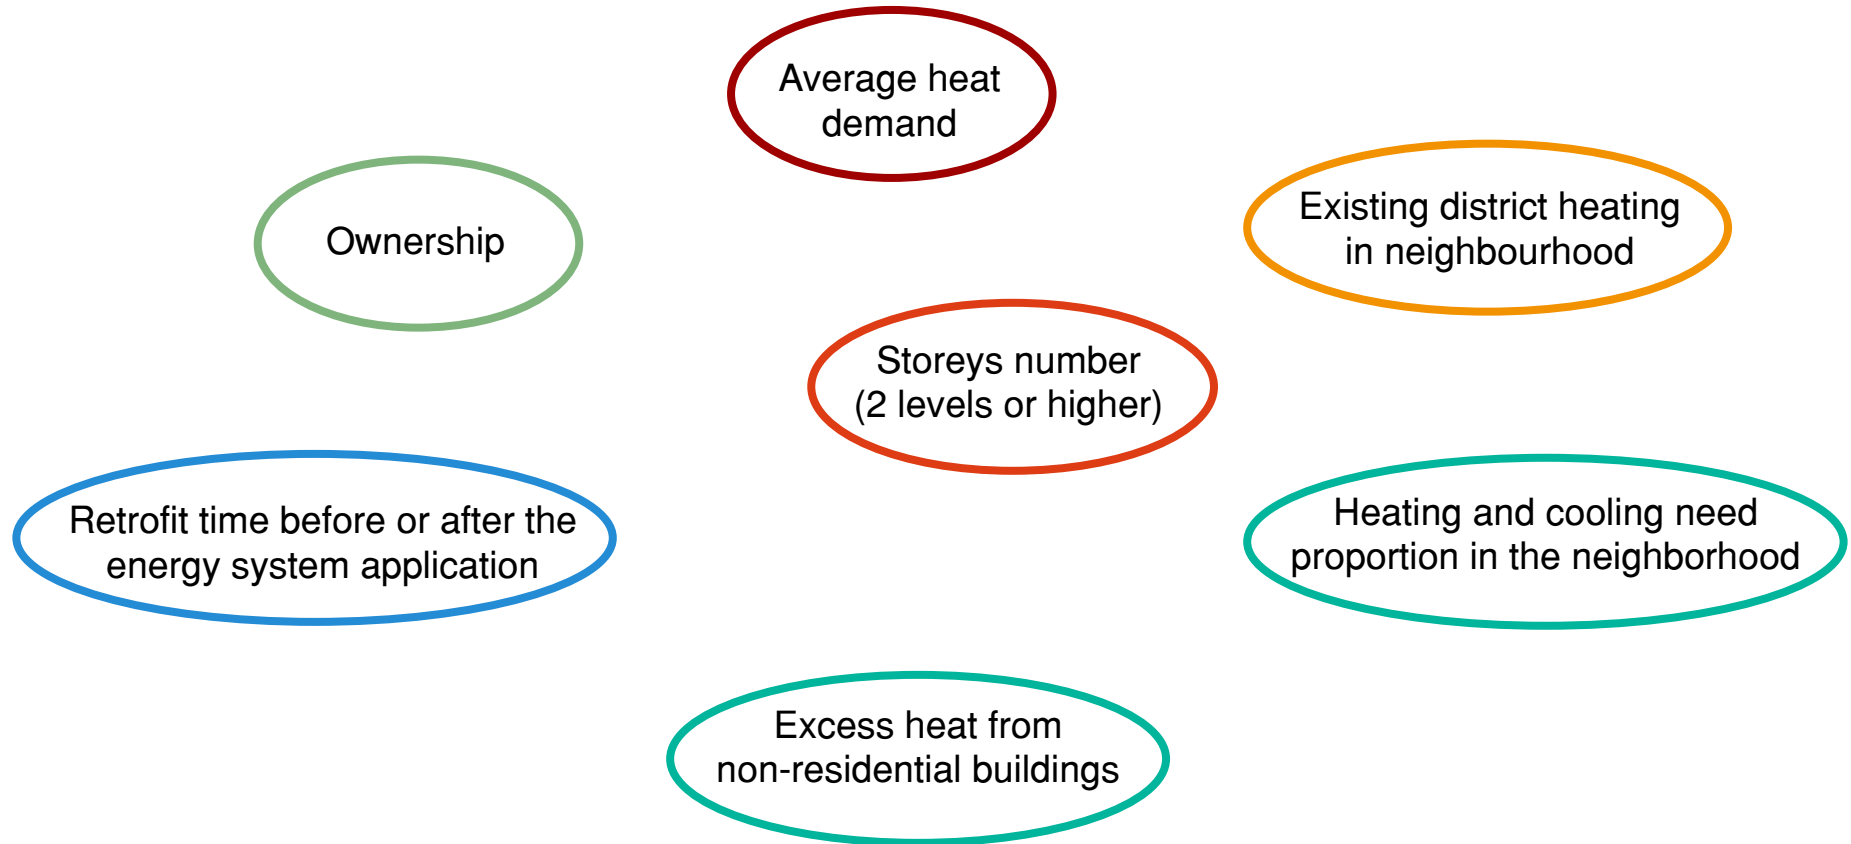 Average heat
demand
Ownership
Existing district heating
in neighbourhood
Storeys number
(2 levels or higher)
Retrofit time before or after the
energy system application
Heating and cooling need
proportion in the neighborhood
Excess heat from
non-residential buildings